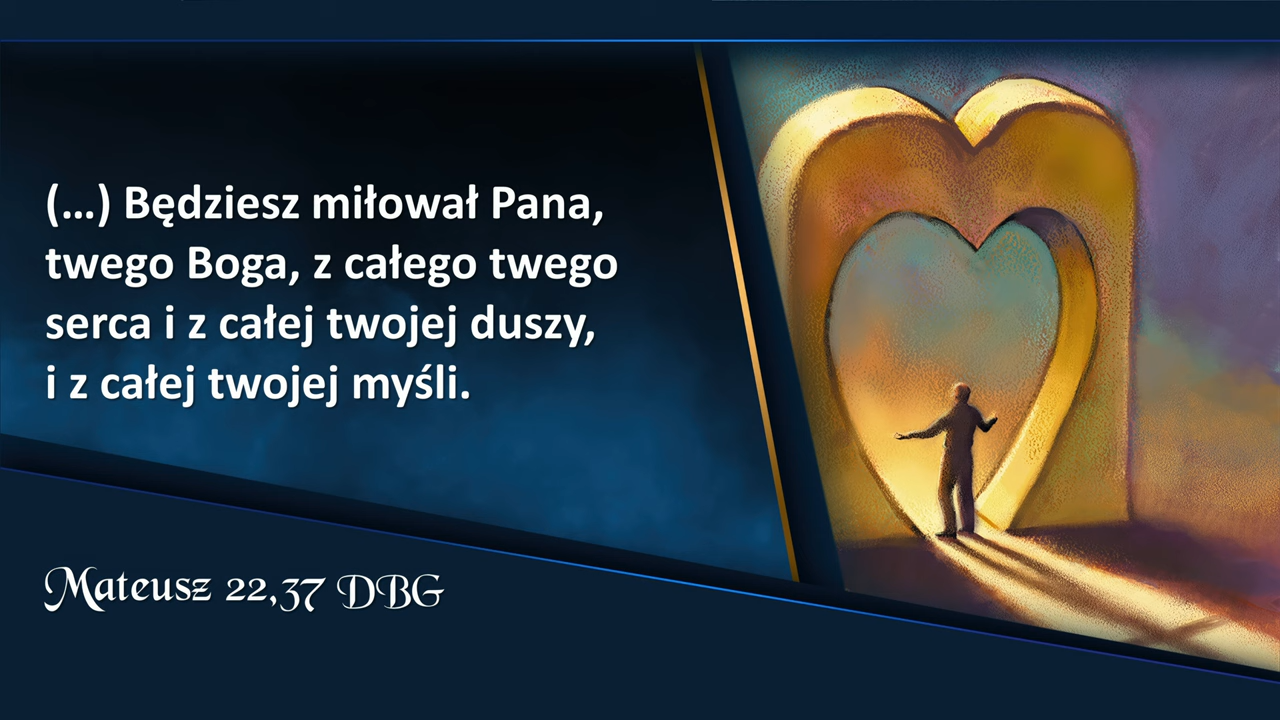 (...) Będziesz miłował Pana,
twego Boga, z całego twego
serca i z całej twojej duszy,
i z całej twojej myśli.
Mateusz 22,37 DBG